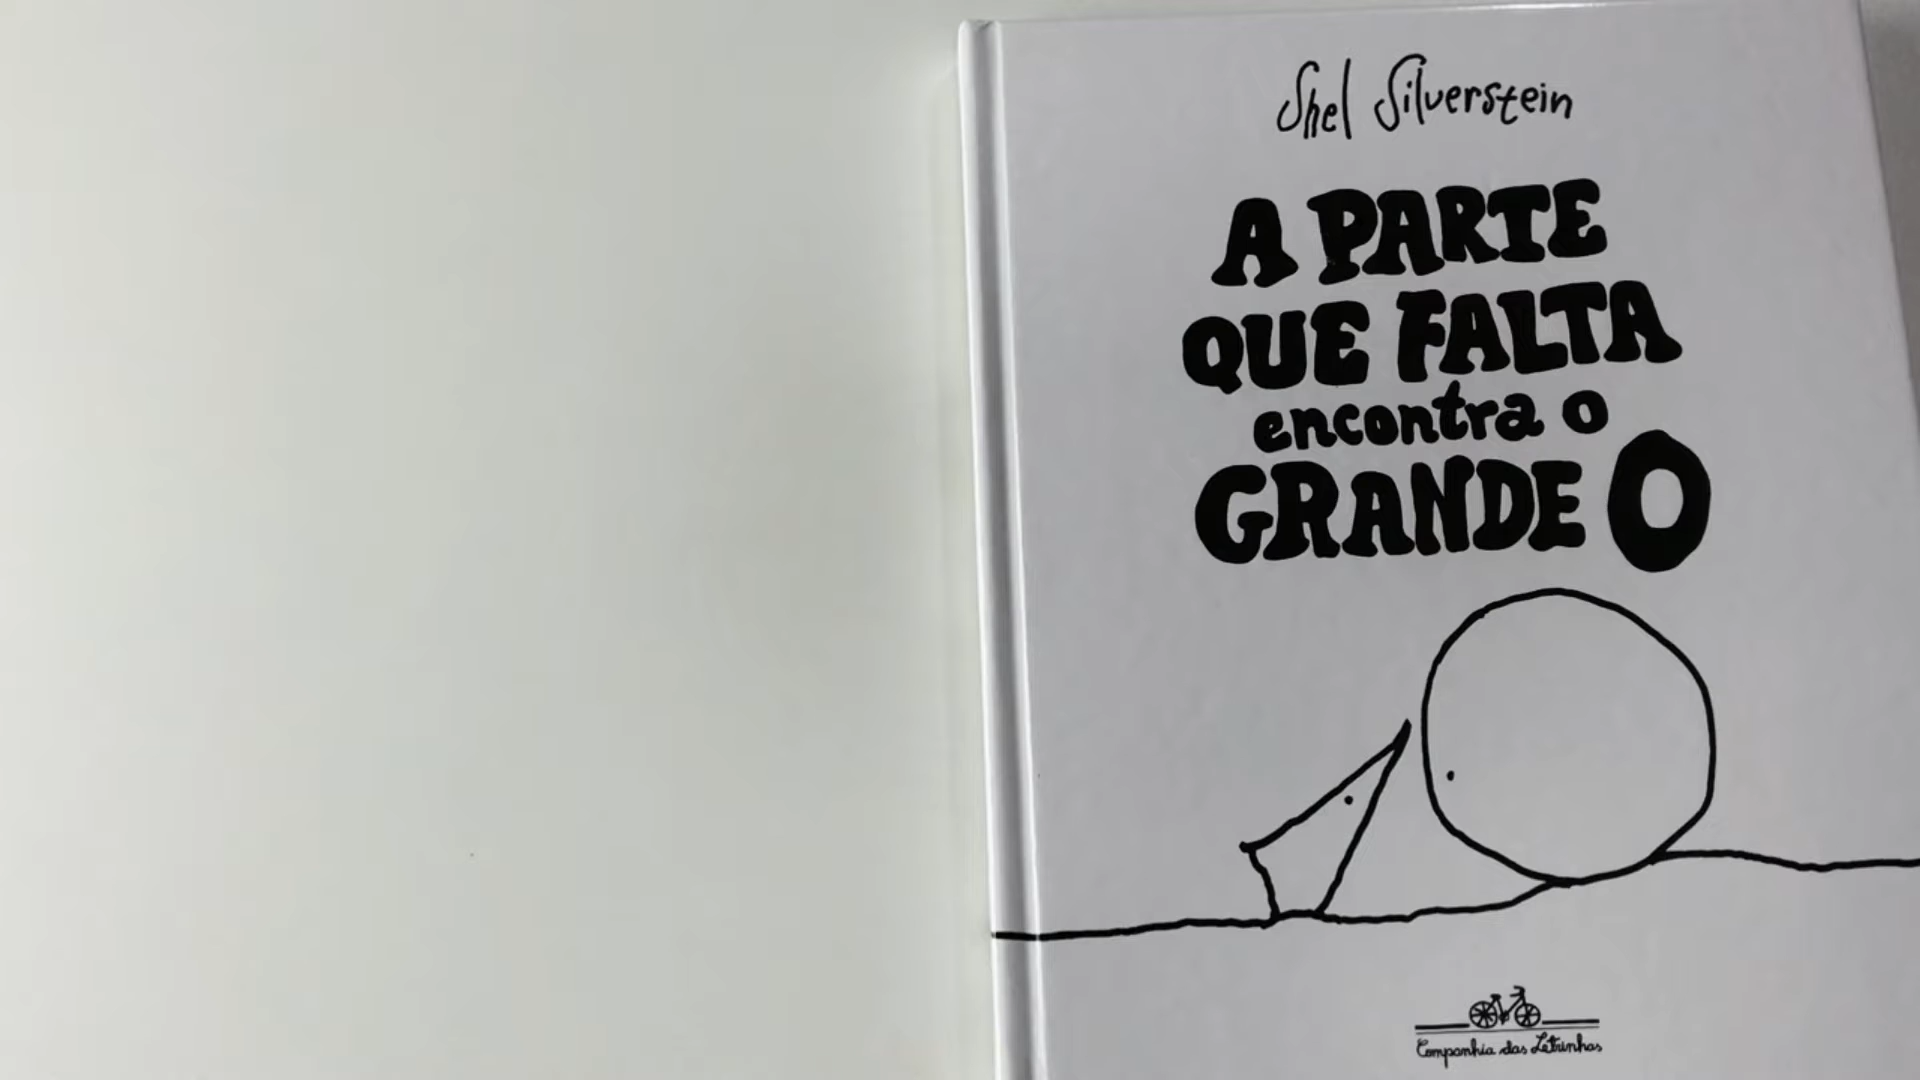 Shel Silverstein
A PARTE
QUE FALTA
encontra o
GRANDE O
Companhia das Letrinhas